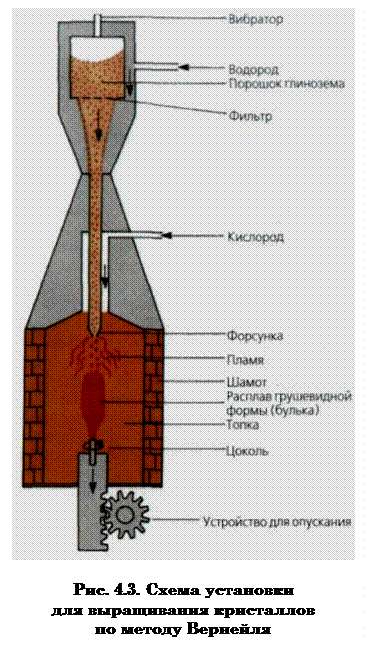 Вибратор
Водород
Порошок глинозема
Фильтр
Кислород
Форсунка
Пламя
Шамот
Расплав грушевидной
формы (булька)
Топка
Цоколь
Устройство для опускания
Рис. 4.3. Схема установки
для выращивания кристаллов
по методу Вернейля